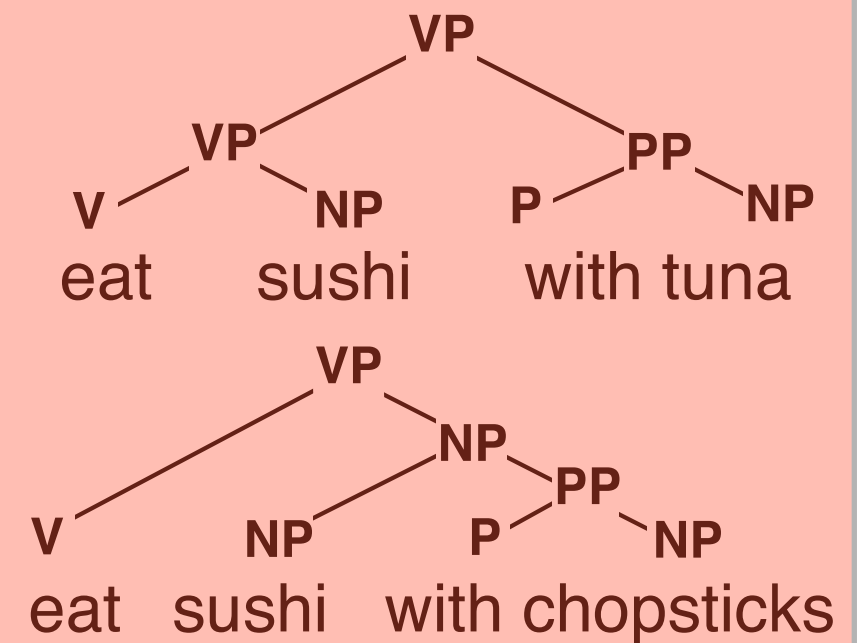 VP
VP PP
V NP P NP
eat sushi with tuna
VP
NP
PP
V NP P NP
eat sushi with chopsticks